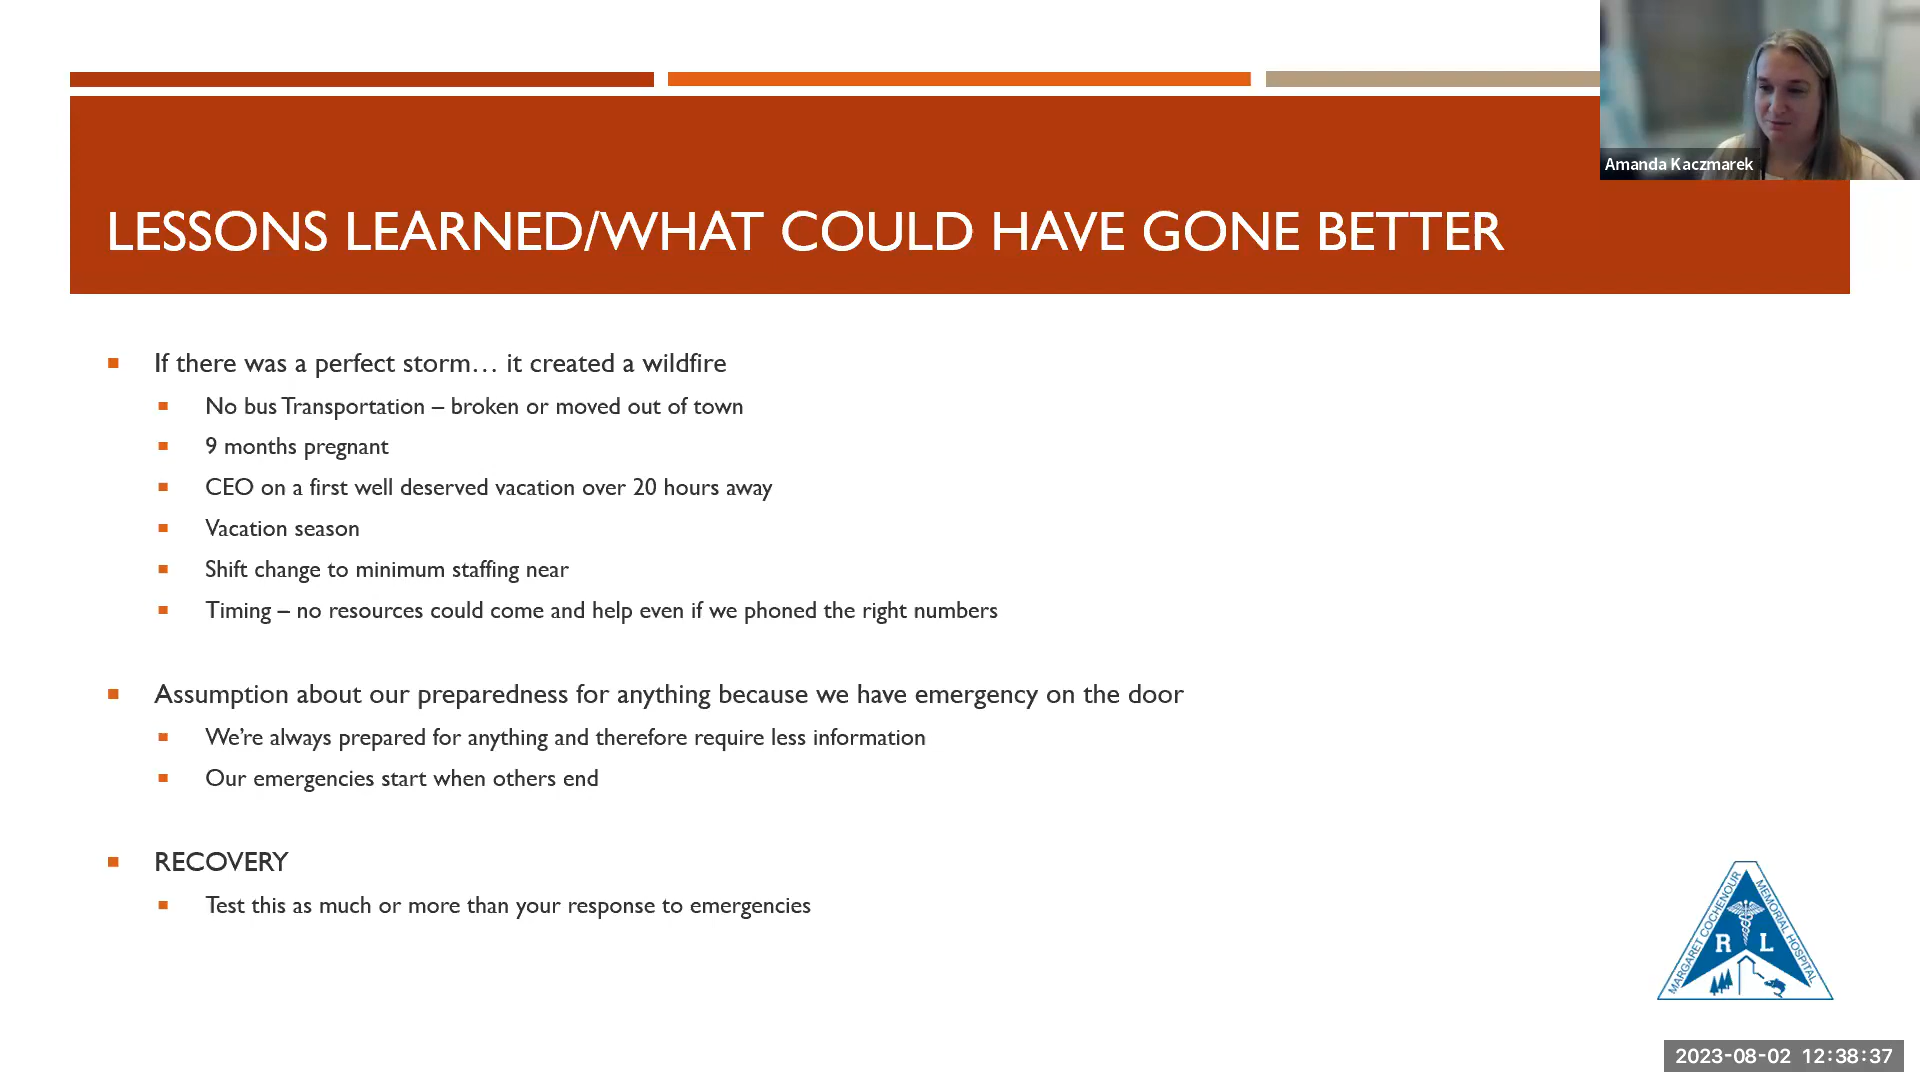 Amanda Kaczmarek
LESSONS LEARNED/WHAT COULD HAVE GONE BETTER
If there was a perfect storm… it created a wildfire
No bus Transportation – broken or moved out of town
9 months pregnant
CEO on a first well deserved vacation over 20 hours away
Vacation season
Shift change to minimum staffing near
Timing – no resources could come and help even if we phoned the right numbers
Assumption about our preparedness for anything because we have emergency on the door
We’re always prepared for anything and therefore require less information
Our emergencies start when others end
RECOVERY
Test this as much or more than your response to emergencies
MARGARET COCHENOUR
MEMORIAL HOSPITAL
R L
2023-08-02 12:38:37